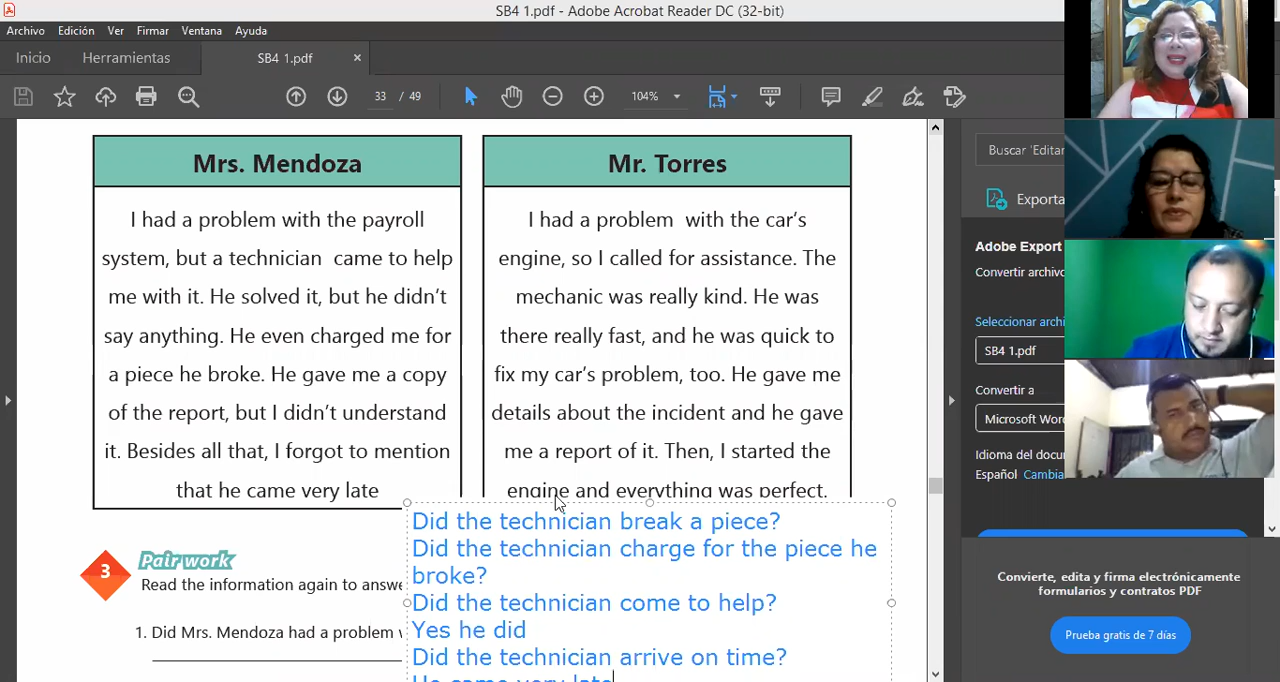 SB4 1.pdf - Adobe Acrobat Reader DC (32-bit)
Archivo Edición Ver Firmar Ventana Ayuda
Inicio Herramientas SB4 1.pdf ×
33 / 49 104%
Mrs. Mendoza
I had a problem with the payroll
system, but a technician came to help
me with it. He solved it, but he didn't
say anything. He even charged me for
a piece he broke. He gave me a copy
of the report, but I didn't understand
it. Besides all that, I forgot to mention
that he came very late
Mr. Torres
I had a problem with the car's
engine, so I called for assistance. The
mechanic was really kind. He was
there really fast, and he was quick to
fix my car's problem, too. He gave me
details about the incident and he gave
me a report of it. Then, I started the
engine and everything was perfect.
Did the technician break a piece?
Did the technician charge for the piece he
broke?
Did the technician come to help?
Yes he did
Did the technician arrive on time?
He came very late
3 Pair work
Read the information again to answe
1. Did Mrs. Mendoza had a problem
Buscar 'Editar
Exporta
Adobe Export
Convertir archivo
Seleccionar archi
SB4 1.pdf
Convertir a
Microsoft Wor
Idioma del docu
Español Cambia
Convierte, edita y firma electrónicamente
formularios y contratos PDF
Prueba gratis de 7 días